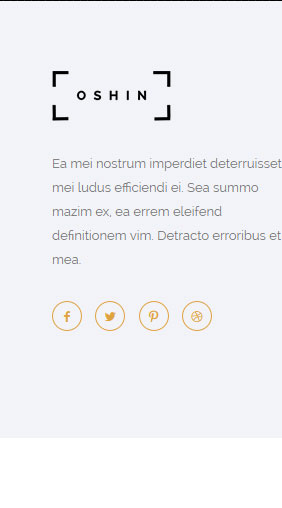 OSHIN
Ea mei nostrum imperdiet deterruisset
mei ludus efficiendi ei. Sea summo
mazim ex, ea errem eleifend
definitionem vim. Detracto erroribus et
mea.